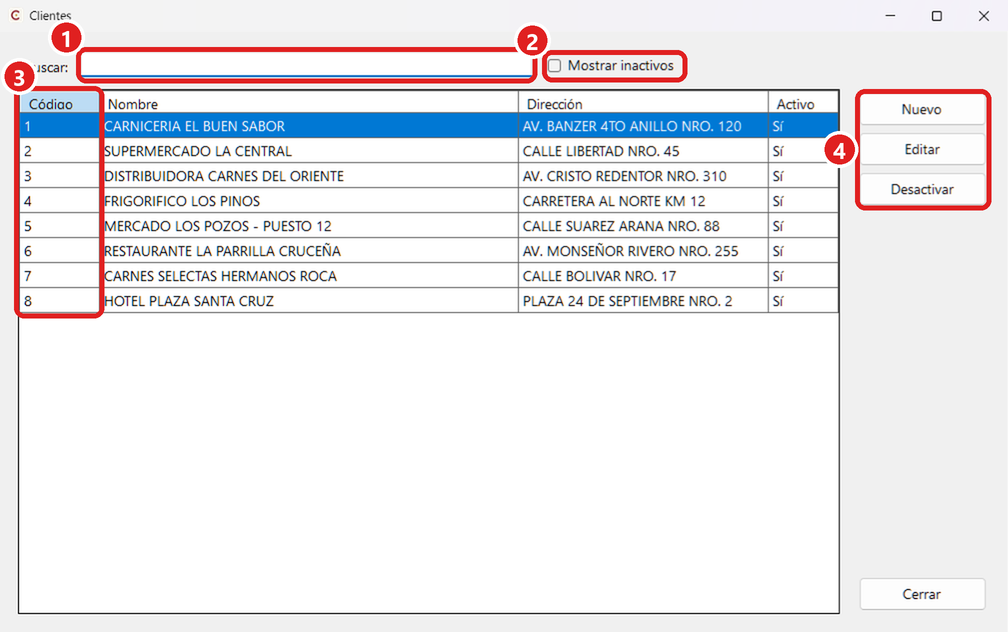 Clientes
1
2
3
uscar:
Mostrar inactivos
Código Nombre Dirección Activo
1 CARNICERIA EL BUEN SABOR AV. BANZER 4TO ANILLO NRO. 120 Sí
2 SUPERMERCADO LA CENTRAL CALLE LIBERTAD NRO. 45 Sí
3 DISTRIBUIDORA CARNES DEL ORIENTE AV. CRISTO REDENTOR NRO. 310 Sí
4 FRIGORIFICO LOS PINOS CARRETERA AL NORTE KM 12 Sí
5 MERCADO LOS POZOS - PUESTO 12 CALLE SUAREZ ARANA NRO. 88 Sí
6 RESTAURANTE LA PARRILLA CRUCEÑA AV. MONSEÑOR RIVERO NRO. 255 Sí
7 CARNES SELECTAS HERMANOS ROCA CALLE BOLIVAR NRO. 17 Sí
8 HOTEL PLAZA SANTA CRUZ PLAZA 24 DE SEPTIEMBRE NRO. 2 Sí
4
Nuevo
Editar
Desactivar
Cerrar